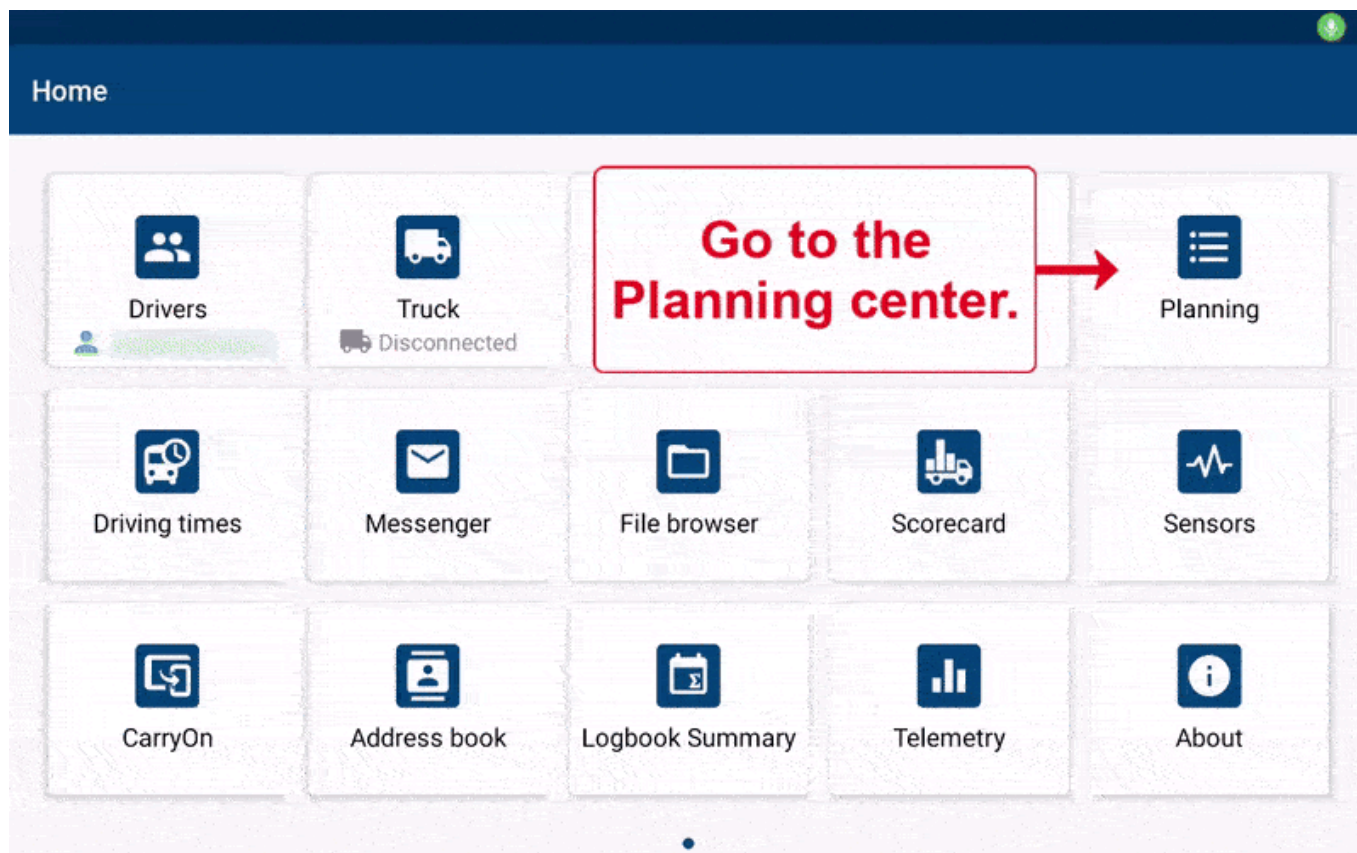 Home
Go to the
Planning center.
Drivers
Truck
Disconnected
Planning
Driving times
Messenger
File browser
Scorecard
Sensors
CarryOn
Address book
Logbook Summary
Telemetry
About